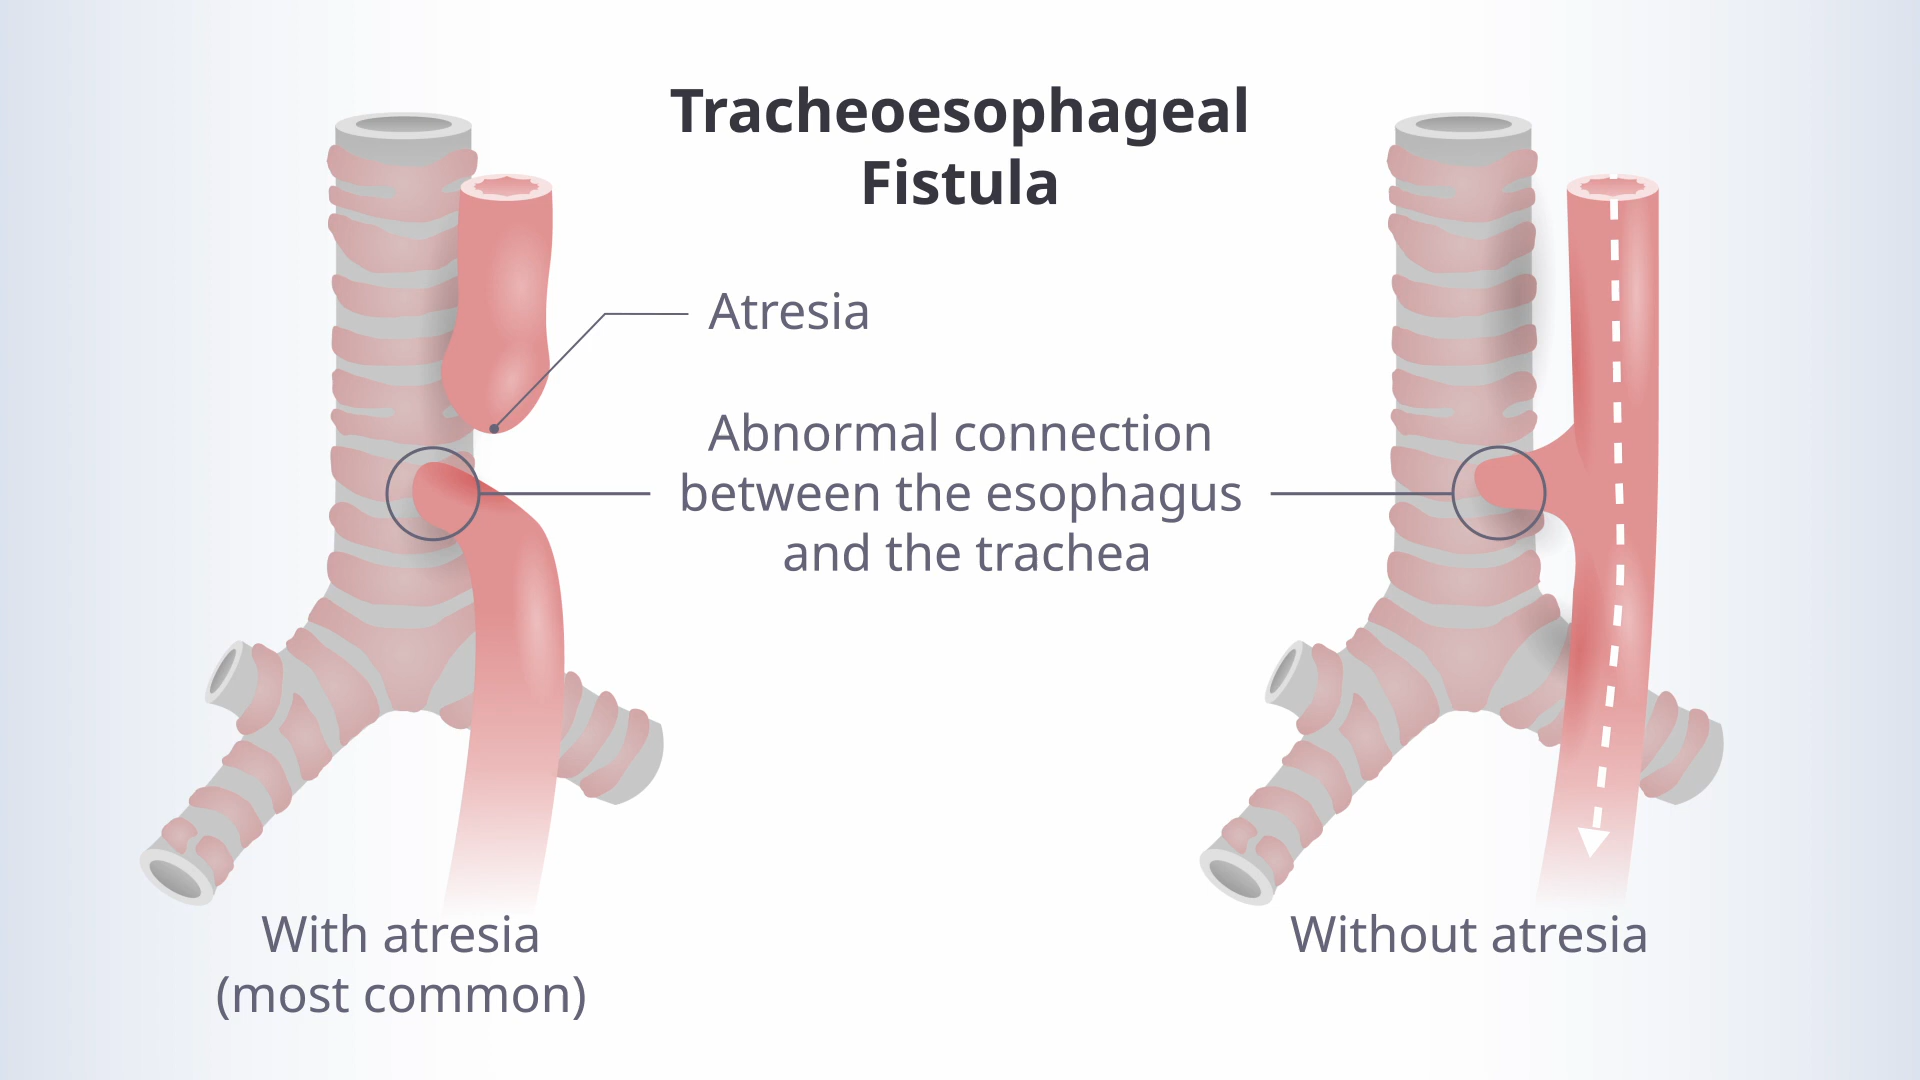 Tracheoesophageal
Fistula
Atresia
Abnormal connection
between the esophagus
and the trachea
With atresia
(most common)
Without atresia